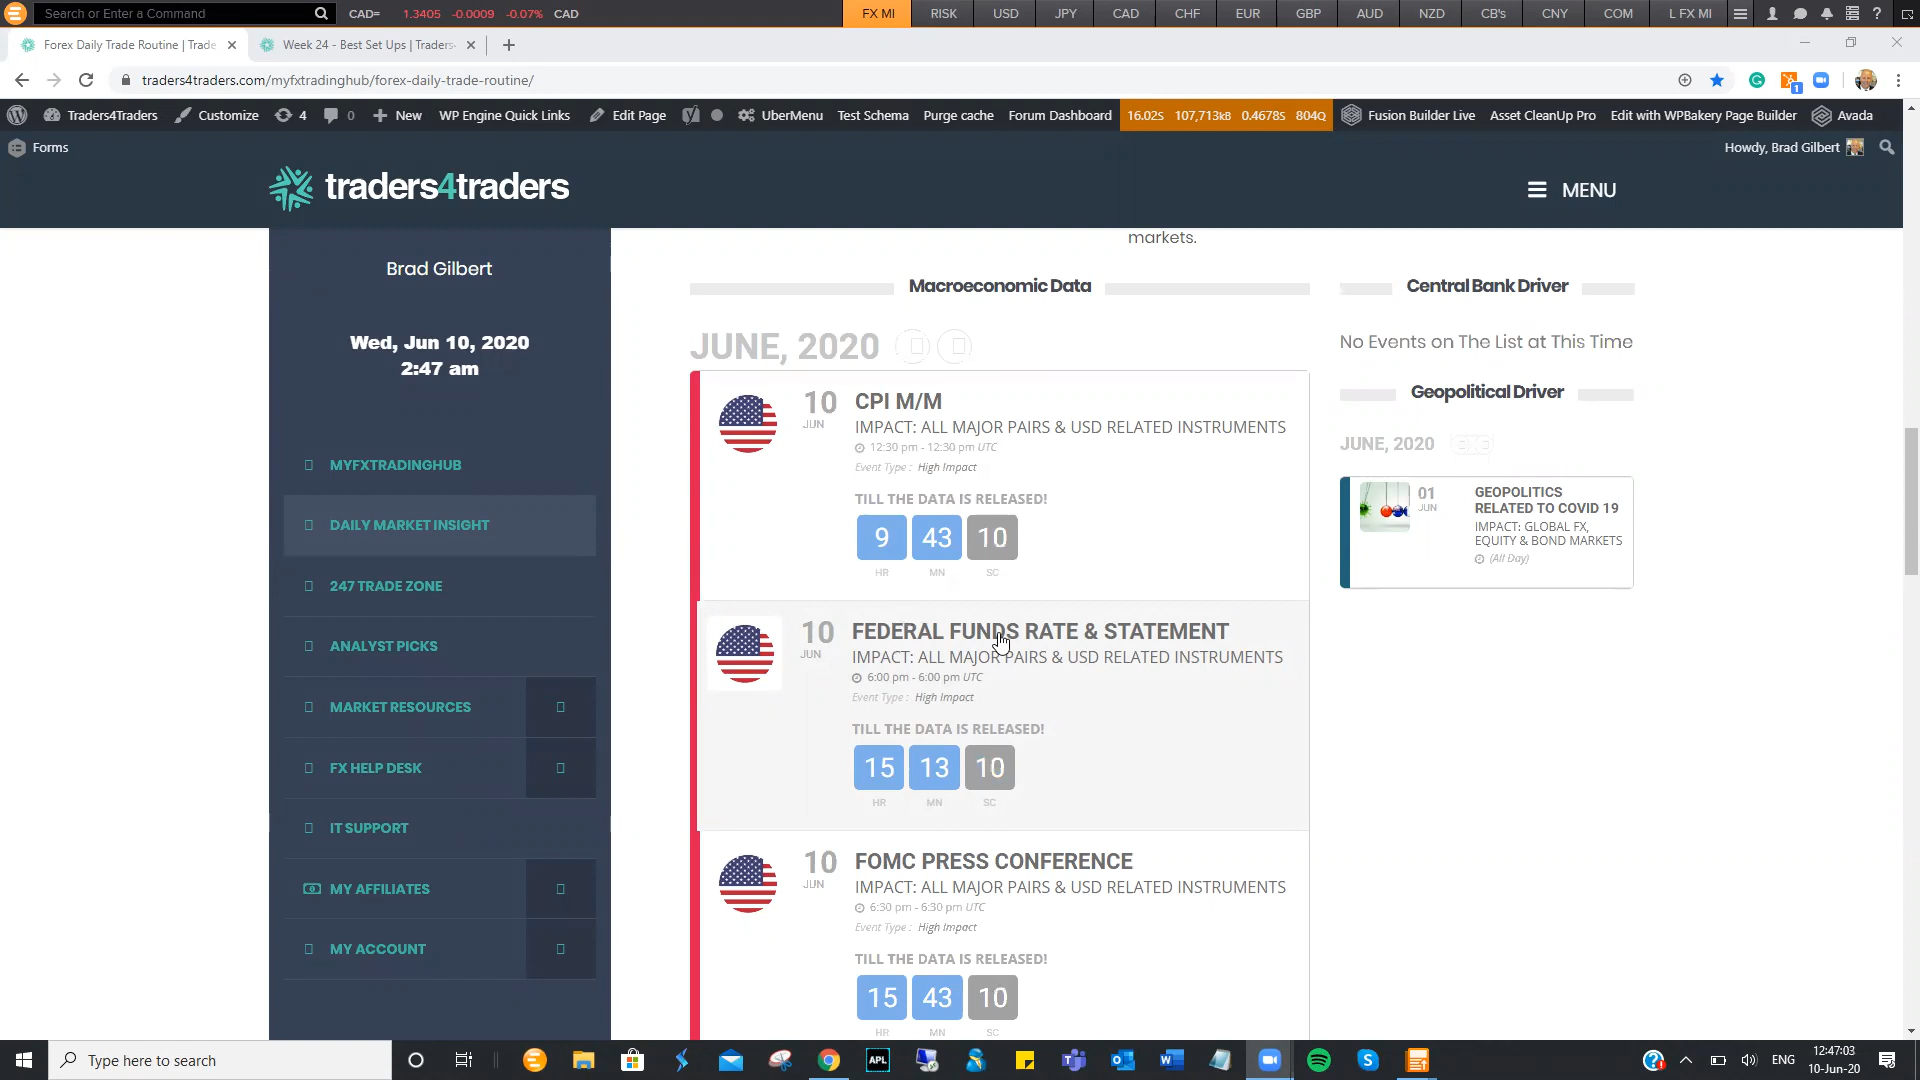 Search or Enter a Command
CAD= 1.3405 -0.0009 -0.07% CAD
FX MI RISK USD JPY CAD CHF EUR GBP AUD NZD CB's CNY COM L FX MI
Forex Daily Trade Routine | Trade
Week 24 - Best Set Ups | Traders
traders4traders.com/myfxtradinghub/forex-daily-trade-routine/
1
Traders4Traders Customize 4 0 New WP Engine Quick Links Edit Page UberMenu Test Schema Purge cache Forum Dashboard 16.02S 107,713kB 0.4678S 804Q Fusion Builder Live Asset CleanUp Pro Edit with WPBakery Page Builder Avada
Forms
Howdy, Brad Gilbert
traders4traders
MENU
Brad Gilbert
Wed, Jun 10, 2020
2:47 am
MYFXTRADINGHUB
DAILY MARKET INSIGHT
247 TRADE ZONE
ANALYST PICKS
MARKET RESOURCES
FX HELP DESK
IT SUPPORT
MY AFFILIATES
MY ACCOUNT
markets.
Macroeconomic Data
JUNE, 2020
10
JUN
CPI M/M
IMPACT: ALL MAJOR PAIRS & USD RELATED INSTRUMENTS
12:30 pm - 12:30 pm UTC
Event Type : High Impact
TILL THE DATA IS RELEASED!
9 43 10
HR MN SC
10
JUN
FEDERAL FUNDS RATE & STATEMENT
IMPACT: ALL MAJOR PAIRS & USD RELATED INSTRUMENTS
6:00 pm - 6:00 pm UTC
Event Type : High Impact
TILL THE DATA IS RELEASED!
15 13 10
HR MN SC
10
JUN
FOMC PRESS CONFERENCE
IMPACT: ALL MAJOR PAIRS & USD RELATED INSTRUMENTS
6:30 pm - 6:30 pm UTC
Event Type : High Impact
TILL THE DATA IS RELEASED!
15 43 10
HR MN SC
Central Bank Driver
No Events on The List at This Time
Geopolitical Driver
JUNE, 2020
01
JUN
GEOPOLITICS
RELATED TO COVID 19
IMPACT: GLOBAL FX,
EQUITY & BOND MARKETS
(All Day)
Type here to search
APL
ENG
12:47:03
10-Jun-20